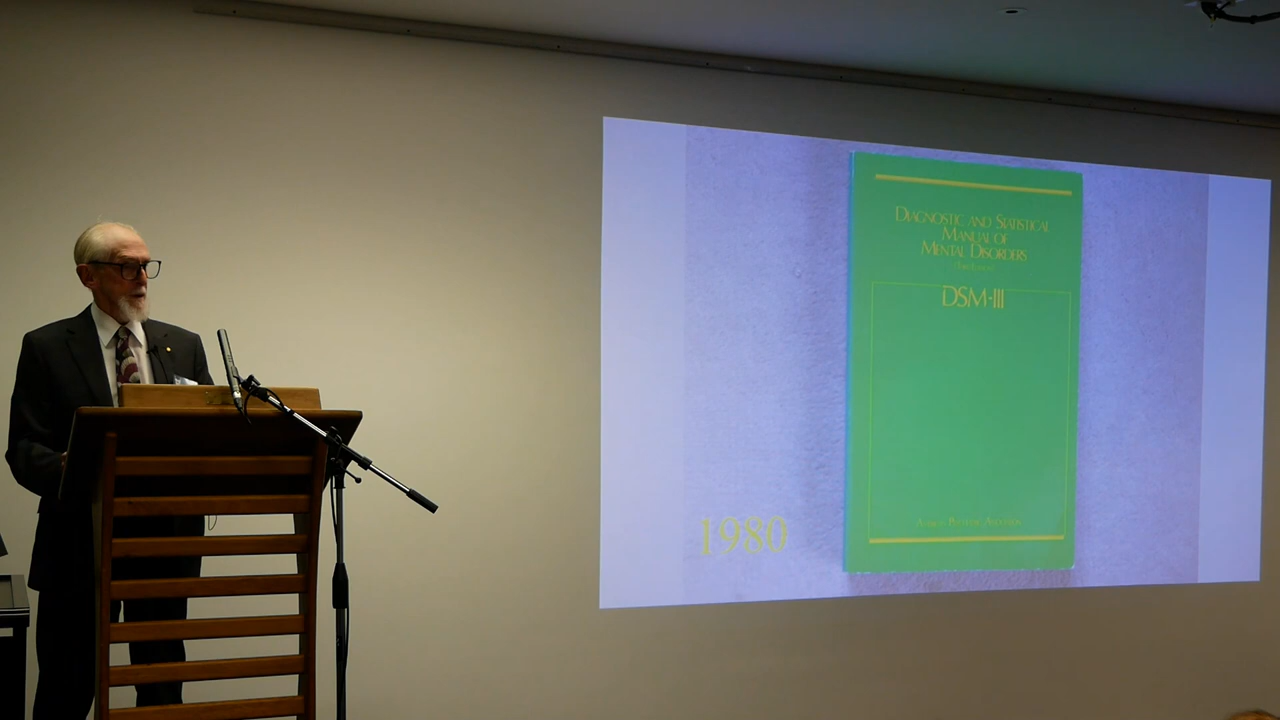 DIAGNOSTIC AND STATISTICAL
MANUAL OF
MENTAL DISORDERS
DSM-III
1980